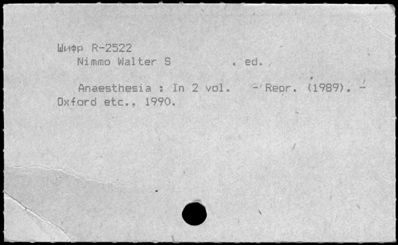 Шифр R-2522
Nimmo Walter S . ed.
Anaesthesia : In 2 vol. - Repr. (1989). -
Oxford etc., 1990.